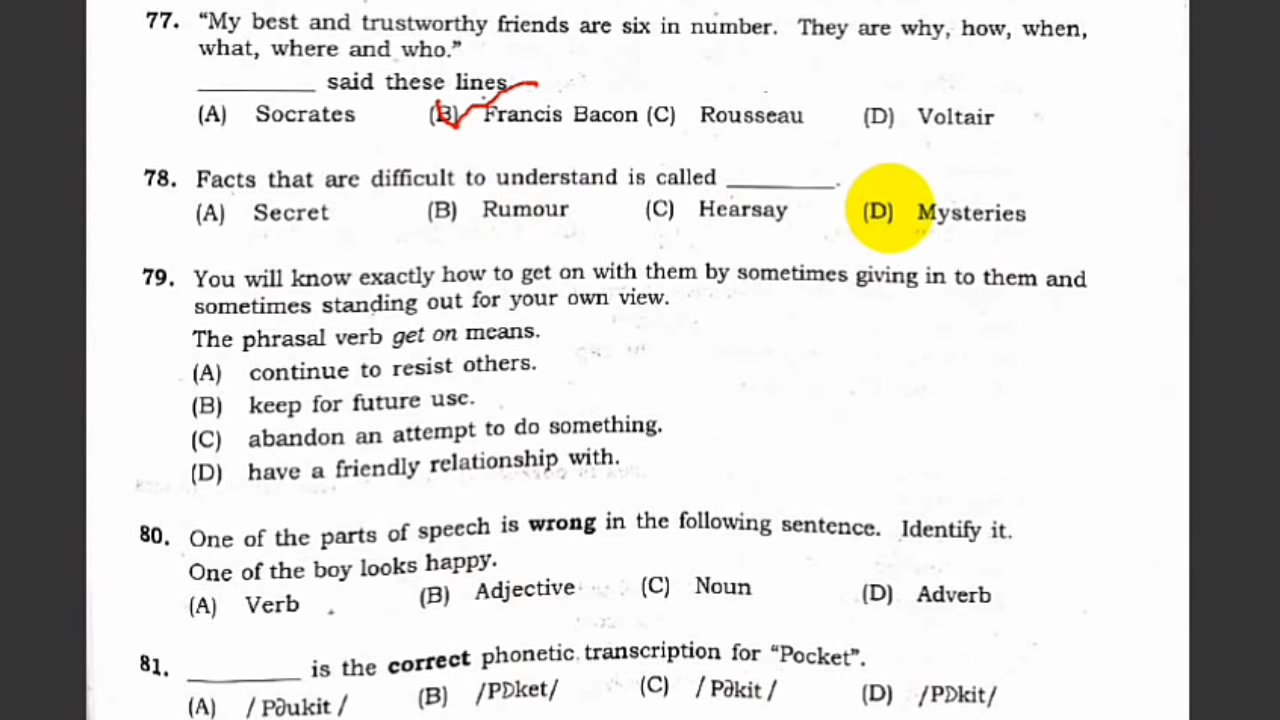 77. “My best and trustworthy friends are six in number. They are why, how, when,
what, where and who.”
__________ said these lines
(A) Socrates (B) Francis Bacon (C) Rousseau (D) Voltair
78. Facts that are difficult to understand is called __________.
(A) Secret (B) Rumour (C) Hearsay (D) Mysteries
79. You will know exactly how to get on with them by sometimes giving in to them and
sometimes standing out for your own view.
The phrasal verb get on means.
(A) continue to resist others.
(B) keep for future use.
(C) abandon an attempt to do something.
(D) have a friendly relationship with.
80. One of the parts of speech is wrong in the following sentence. Identify it.
One of the boy looks happy.
(A) Verb (B) Adjective (C) Noun (D) Adverb
81. __________ is the correct phonetic transcription for “Pocket”.
(A) /P∂ukit/ (B) /PDket/ (C) /P∂kit/ (D) /PDkit/